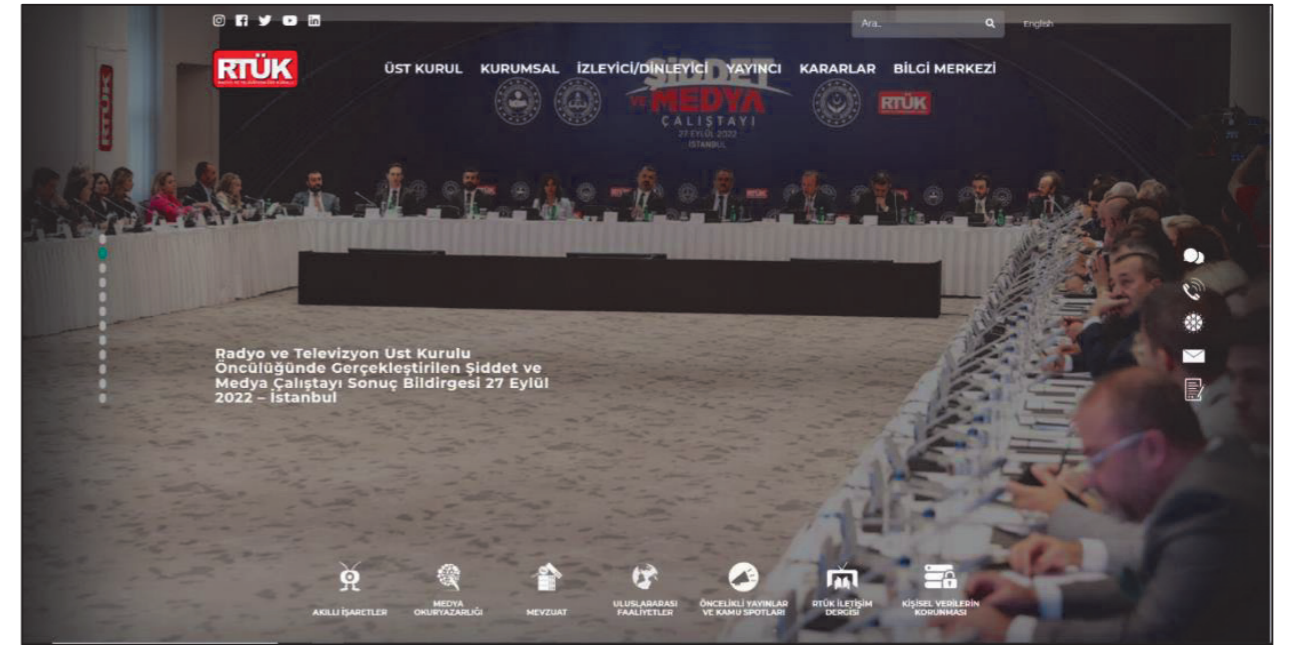 Ara..
English
RTÜK
ÜST KURUL KURUMSAL İZLEYİCİ/DİNLEYİCİ YAYINCI KARARLAR BİLGİ MERKEZİ
ŞİDDET
VE MEDYA
ÇALIŞTAYI
27 EYLÜL 2022
İSTANBUL
RTÜK
RTÜK
RTÜK
Radyo ve Televizyon Üst Kurulu
Öncülüğünde Gerçekleştirilen Şiddet ve
Medya Çalıştayı Sonuç Bildirgesi 27 Eylül
2022 – İstanbul
AKILLI İŞARETLER
MEDYA
OKURYAZARLIĞI
MEVZUAT
ULUSLARARASI
FAALİYETLER
ÖNCELİKLİ YAYINLAR
VE KAMU SPOTLARI
RTÜK İLETİŞİM
DERGİSİ
KİŞİSEL VERİLERİN
KORUNMASI